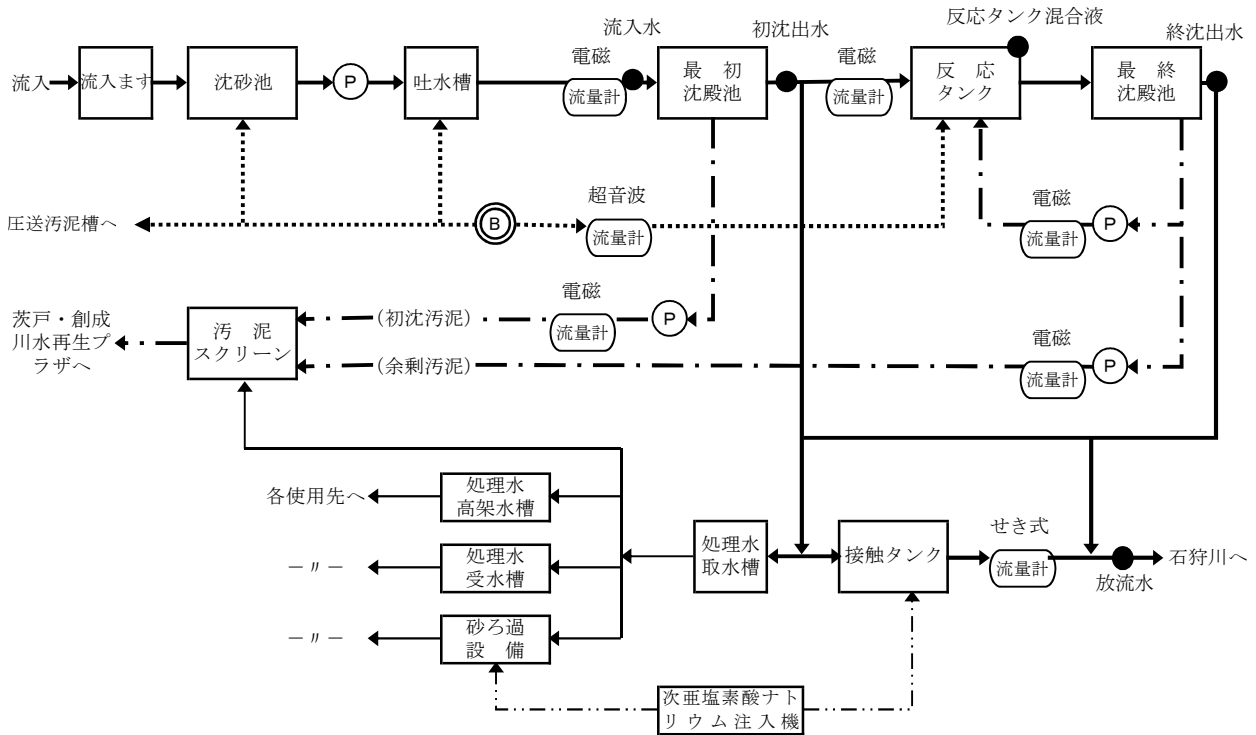 反応タンク混合液
流入水
初沈出水
終沈出水
電磁
電磁
流入
流入ます
沈砂池
P
吐水槽
流量計
最　初
沈殿池
流量計
反　応
タンク
最　終
沈殿池
超音波
電磁
圧送汚泥槽へ
B
流量計
流量計
P
電磁
茨戸・創成
川水再生プ
ラザへ
汚　泥
スクリーン
(初沈汚泥)
流量計
P
電磁
(余剰汚泥)
流量計
P
各使用先へ
処理水
高架水槽
せき式
－〃－
処理水
受水槽
処理水
取水槽
接触タンク
流量計
石狩川へ
放流水
－〃－
砂ろ過
設　備
次亜塩素酸ナト
リウム注入機